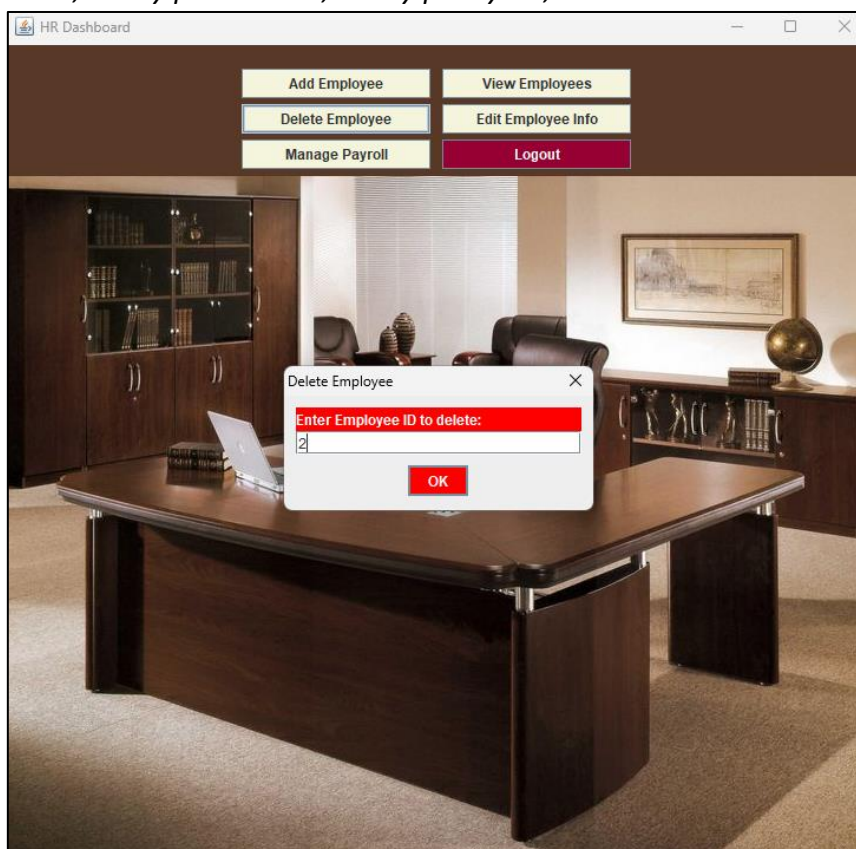 HR Dashboard
Add Employee View Employees
Delete Employee Edit Employee Info
Manage Payroll Logout
Delete Employee
Enter Employee ID to delete:
2
OK